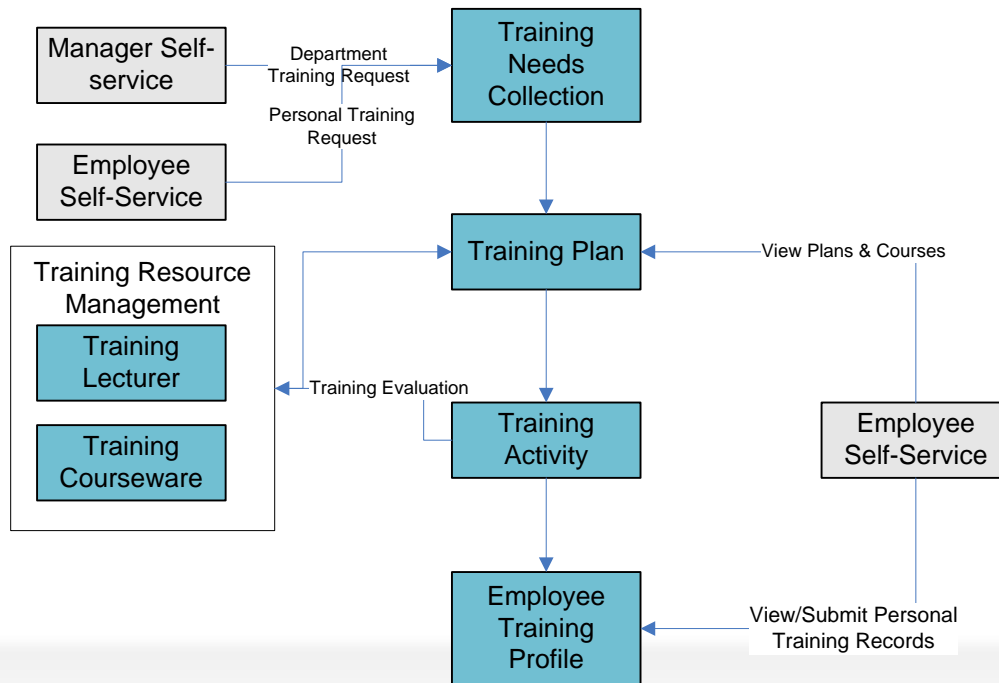 Manager Self-
service
Department
Training Request
Personal Training
Request
Training
Needs
Collection
Employee
Self-Service
Training Plan
View Plans & Courses
Training Resource
Management
Training
Lecturer
Training
Courseware
Training Evaluation
Training
Activity
Employee
Self-Service
Employee
Training
Profile
View/Submit Personal
Training Records